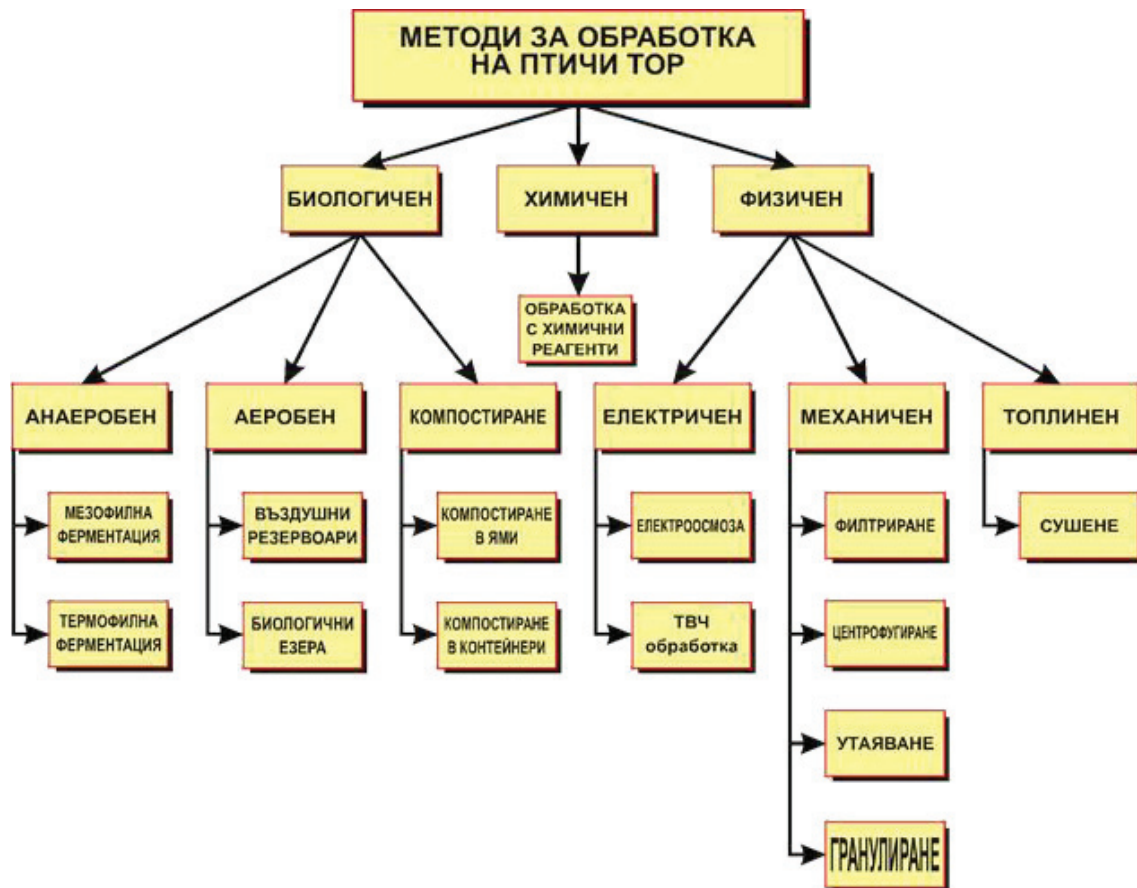 МЕТОДИ ЗА ОБРАБОТКА
НА ПТИЧИ ТОР
БИОЛОГИЧЕН
ХИМИЧЕН
ФИЗИЧЕН
ОБРАБОТКА
С ХИМИЧНИ
РЕАГЕНТИ
АНАЕРОБЕН
АЕРОБЕН
КОМПОСТИРАНЕ
ЕЛЕКТРИЧЕН
МЕХАНИЧЕН
ТОПЛИНЕН
МЕЗОФИЛНА
ФЕРМЕНТАЦИЯ
ВЪЗДУШНИ
РЕЗЕРВОАРИ
КОМПОСТИРАНЕ
В ЯМИ
ЕЛЕКТРООСМОЗА
ФИЛТРИРАНЕ
СУШЕНЕ
ТЕРМОФИЛНА
ФЕРМЕНТАЦИЯ
БИОЛОГИЧНИ
ЕЗЕРА
КОМПОСТИРАНЕ
В КОНТЕЙНЕРИ
ТВЧ
обработка
ЦЕНТРОФУГИРАНЕ
УТАЯВАНЕ
ГРАНУЛИРАНЕ